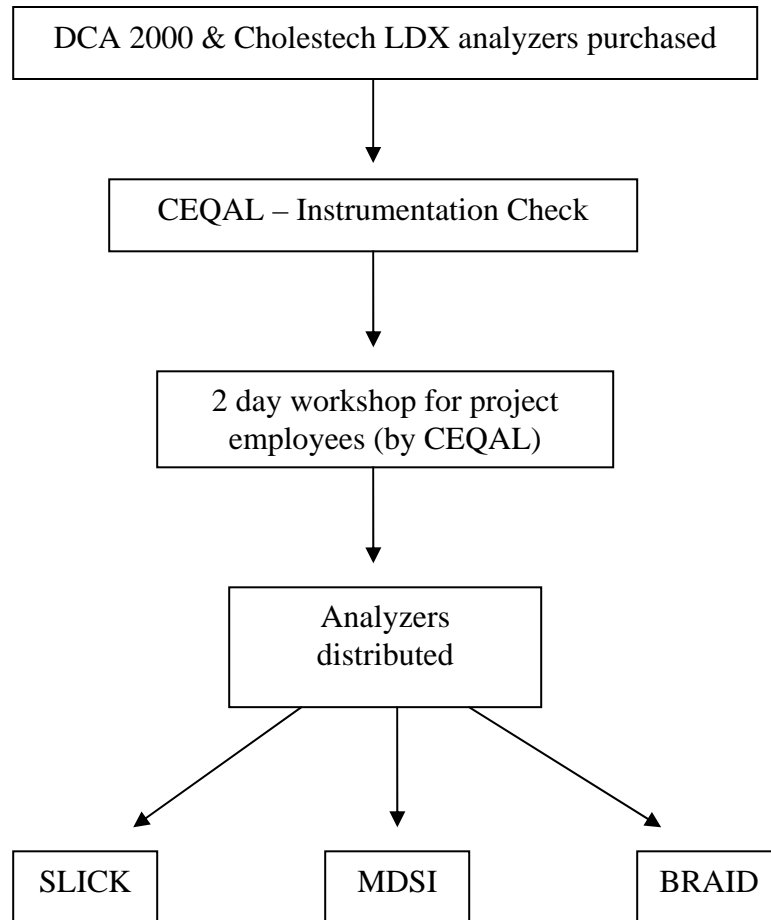 DCA 2000 & Cholestech LDX analyzers purchased
CEQAL – Instrumentation Check
2 day workshop for project
employees (by CEQAL)
Analyzers
distributed
SLICK
MDSI
BRAID